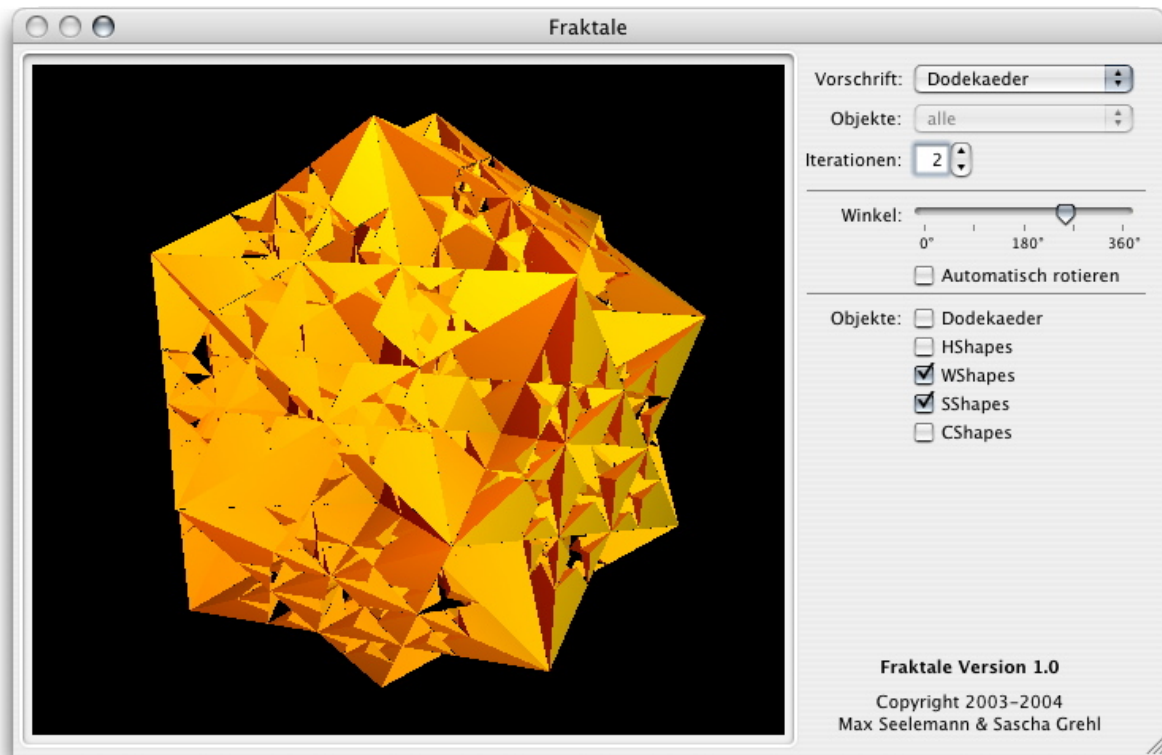 Fraktale
Vorschrift: Dodekaeder
Objekte: alle
Iterationen: 2
Winkel:
0° 180° 360°
Automatisch rotieren
Objekte: Dodekaeder
HShapes
WShapes
SShapes
CShapes
Fraktale Version 1.0
Copyright 2003-2004
Max Seelemann & Sascha Grehl